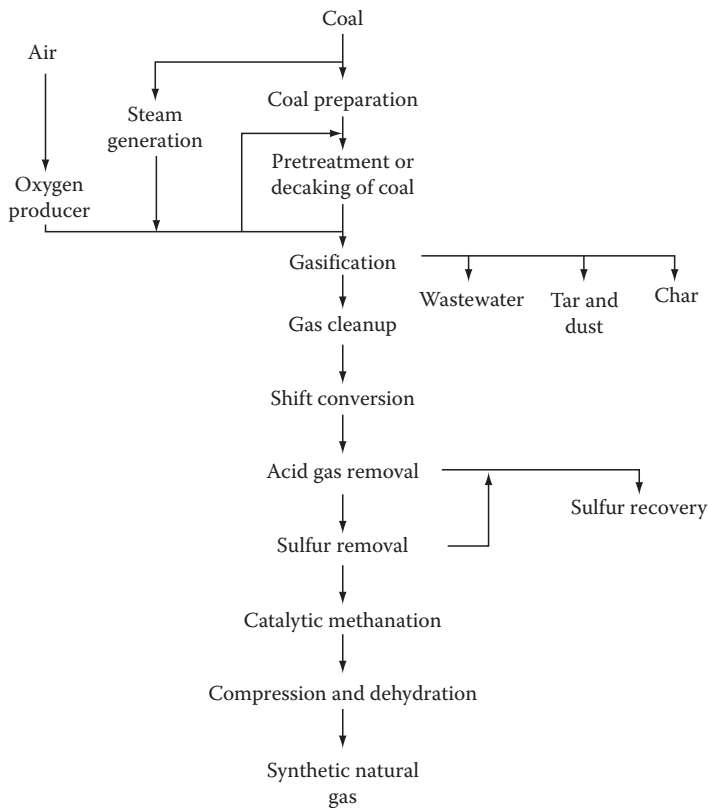 Coal
Air
Coal preparation
Steam
generation
Pretreatment or
decaking of coal
Oxygen
producer
Gasification
Wastewater
Tar and
dust
Char
Gas cleanup
Shift conversion
Acid gas removal
Sulfur recovery
Sulfur removal
Catalytic methanation
Compression and dehydration
Synthetic natural
gas